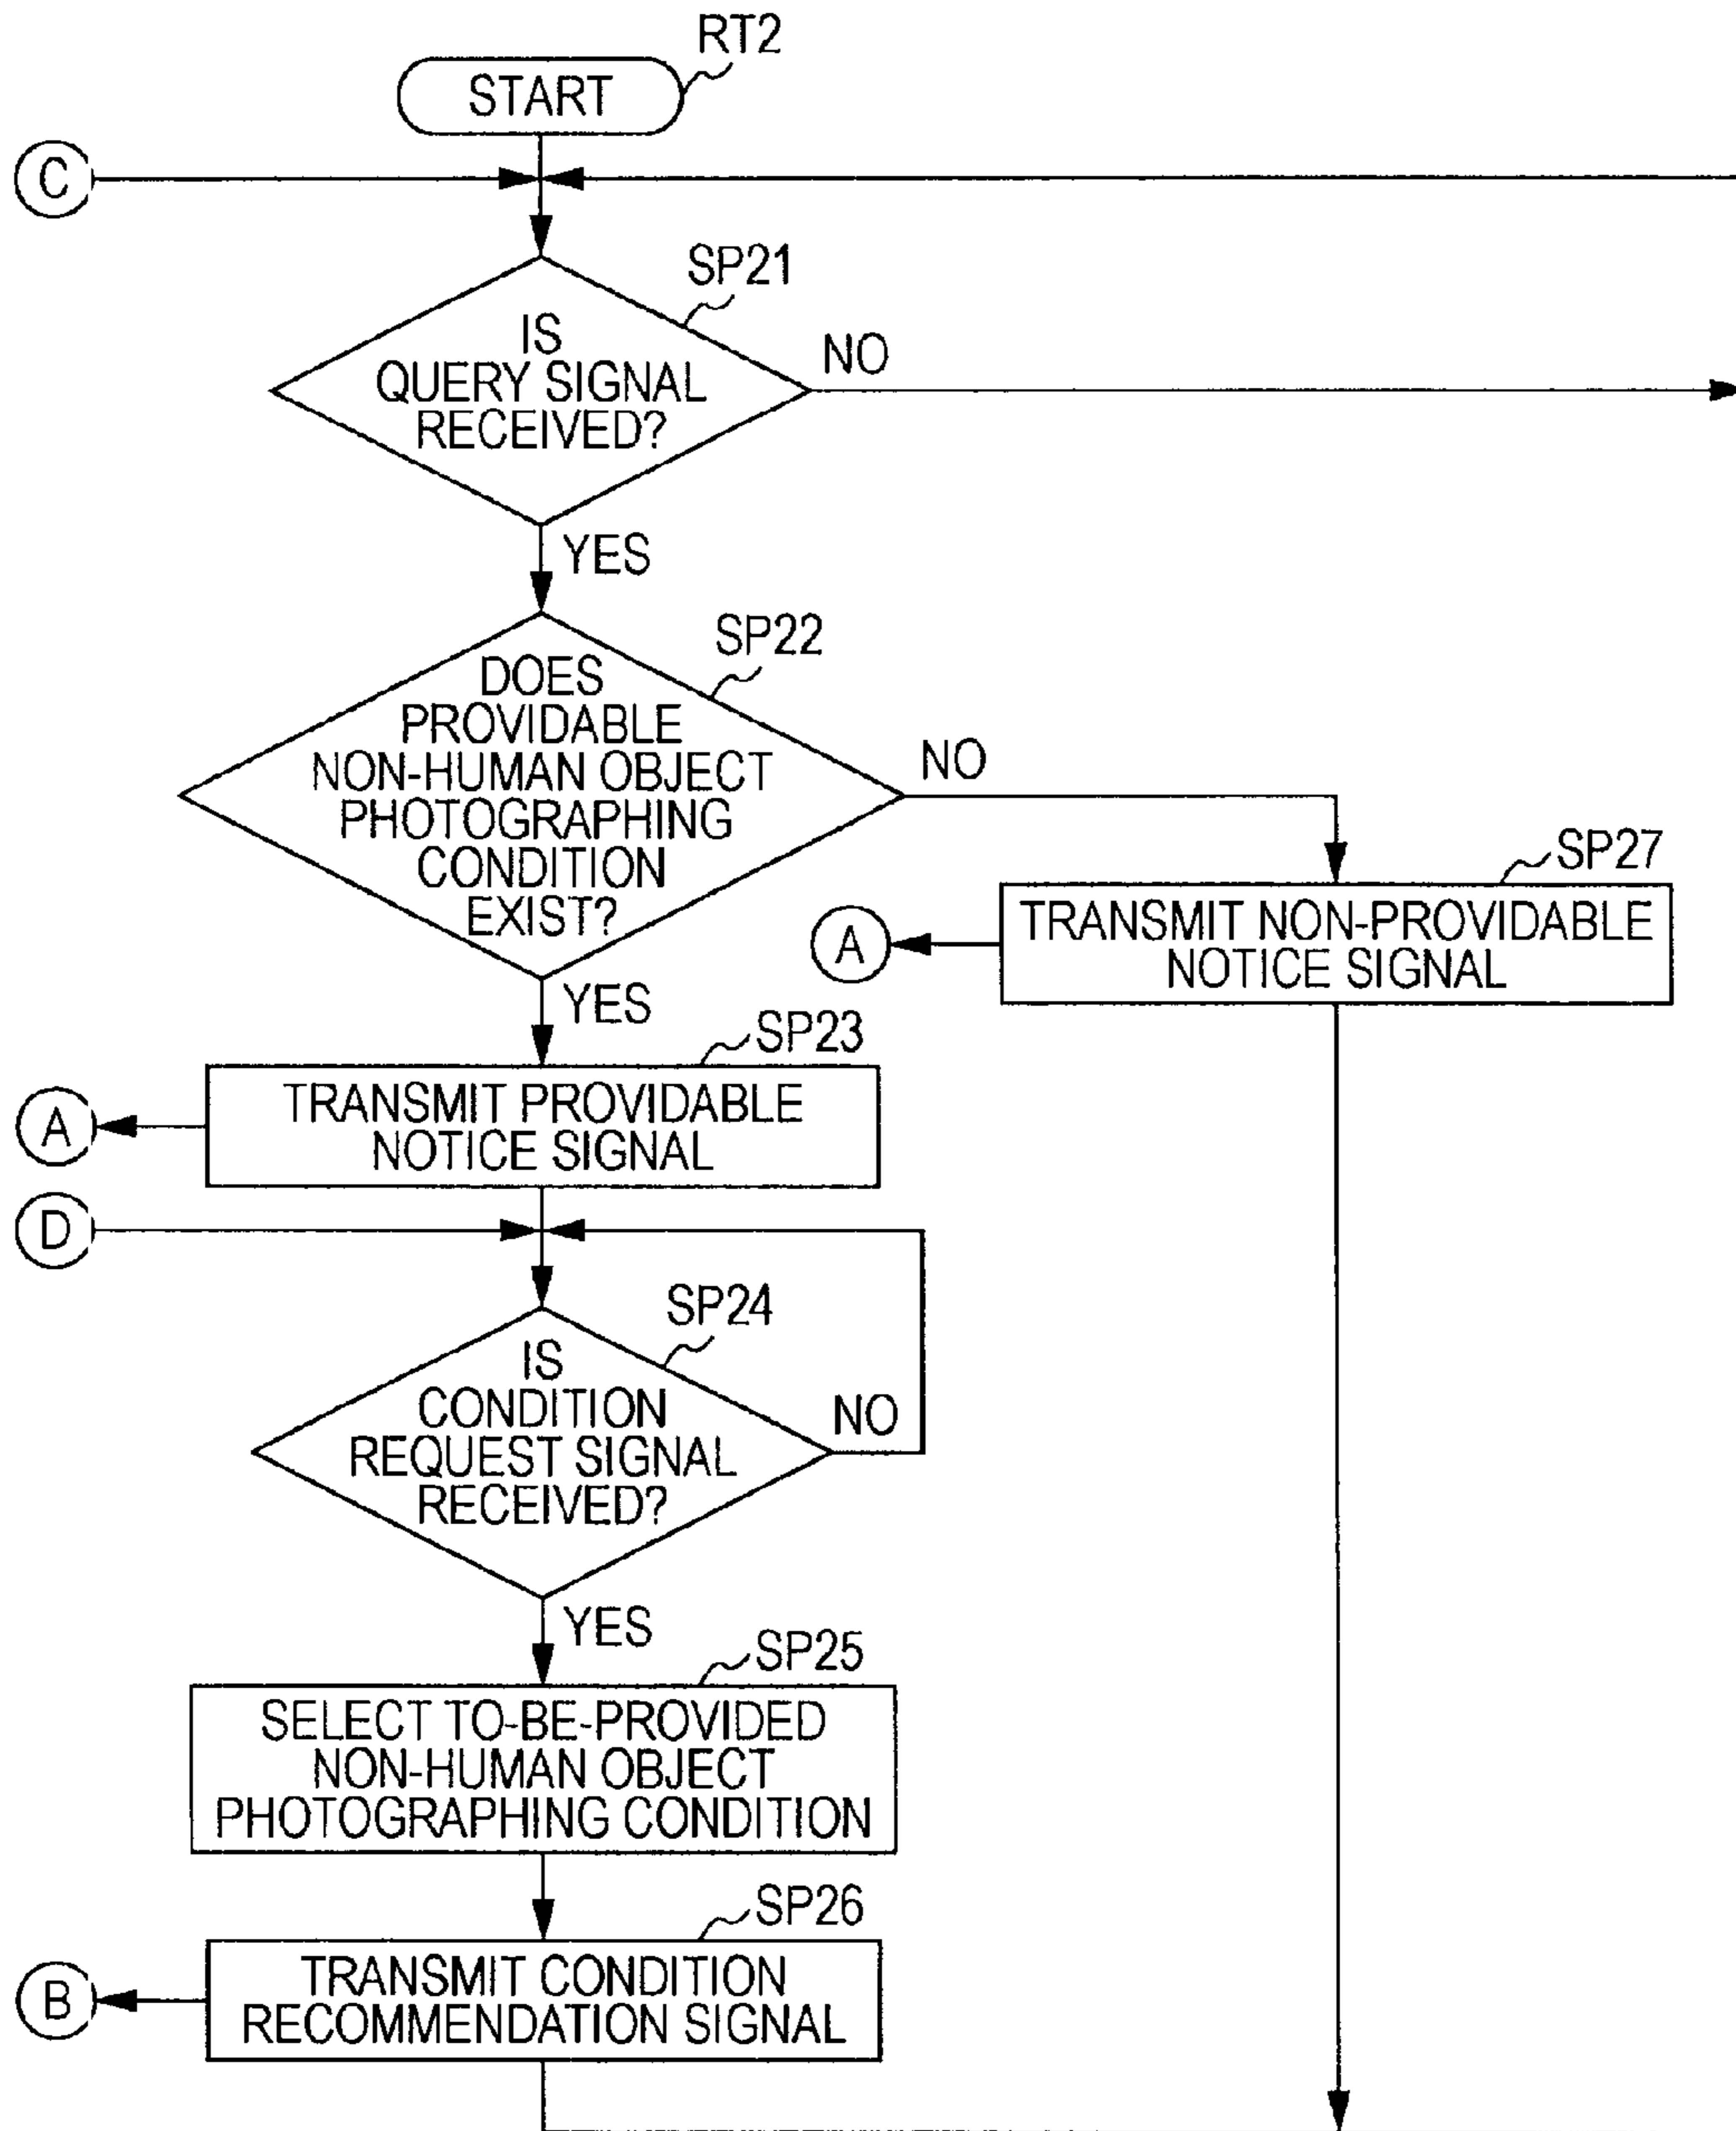 RT2
START
C
SP21
IS
QUERY SIGNAL
RECEIVED?
NO
YES
SP22
DOES
PROVIDABLE
NON-HUMAN OBJECT
PHOTOGRAPHING
CONDITION
EXIST?
NO
SP27
TRANSMIT NON-PROVIDABLE
NOTICE SIGNAL
A
YES
SP23
TRANSMIT PROVIDABLE
NOTICE SIGNAL
A
D
SP24
IS
CONDITION
REQUEST SIGNAL
RECEIVED?
NO
YES
SP25
SELECT TO-BE-PROVIDED
NON-HUMAN OBJECT
PHOTOGRAPHING CONDITION
SP26
TRANSMIT CONDITION
RECOMMENDATION SIGNAL
B